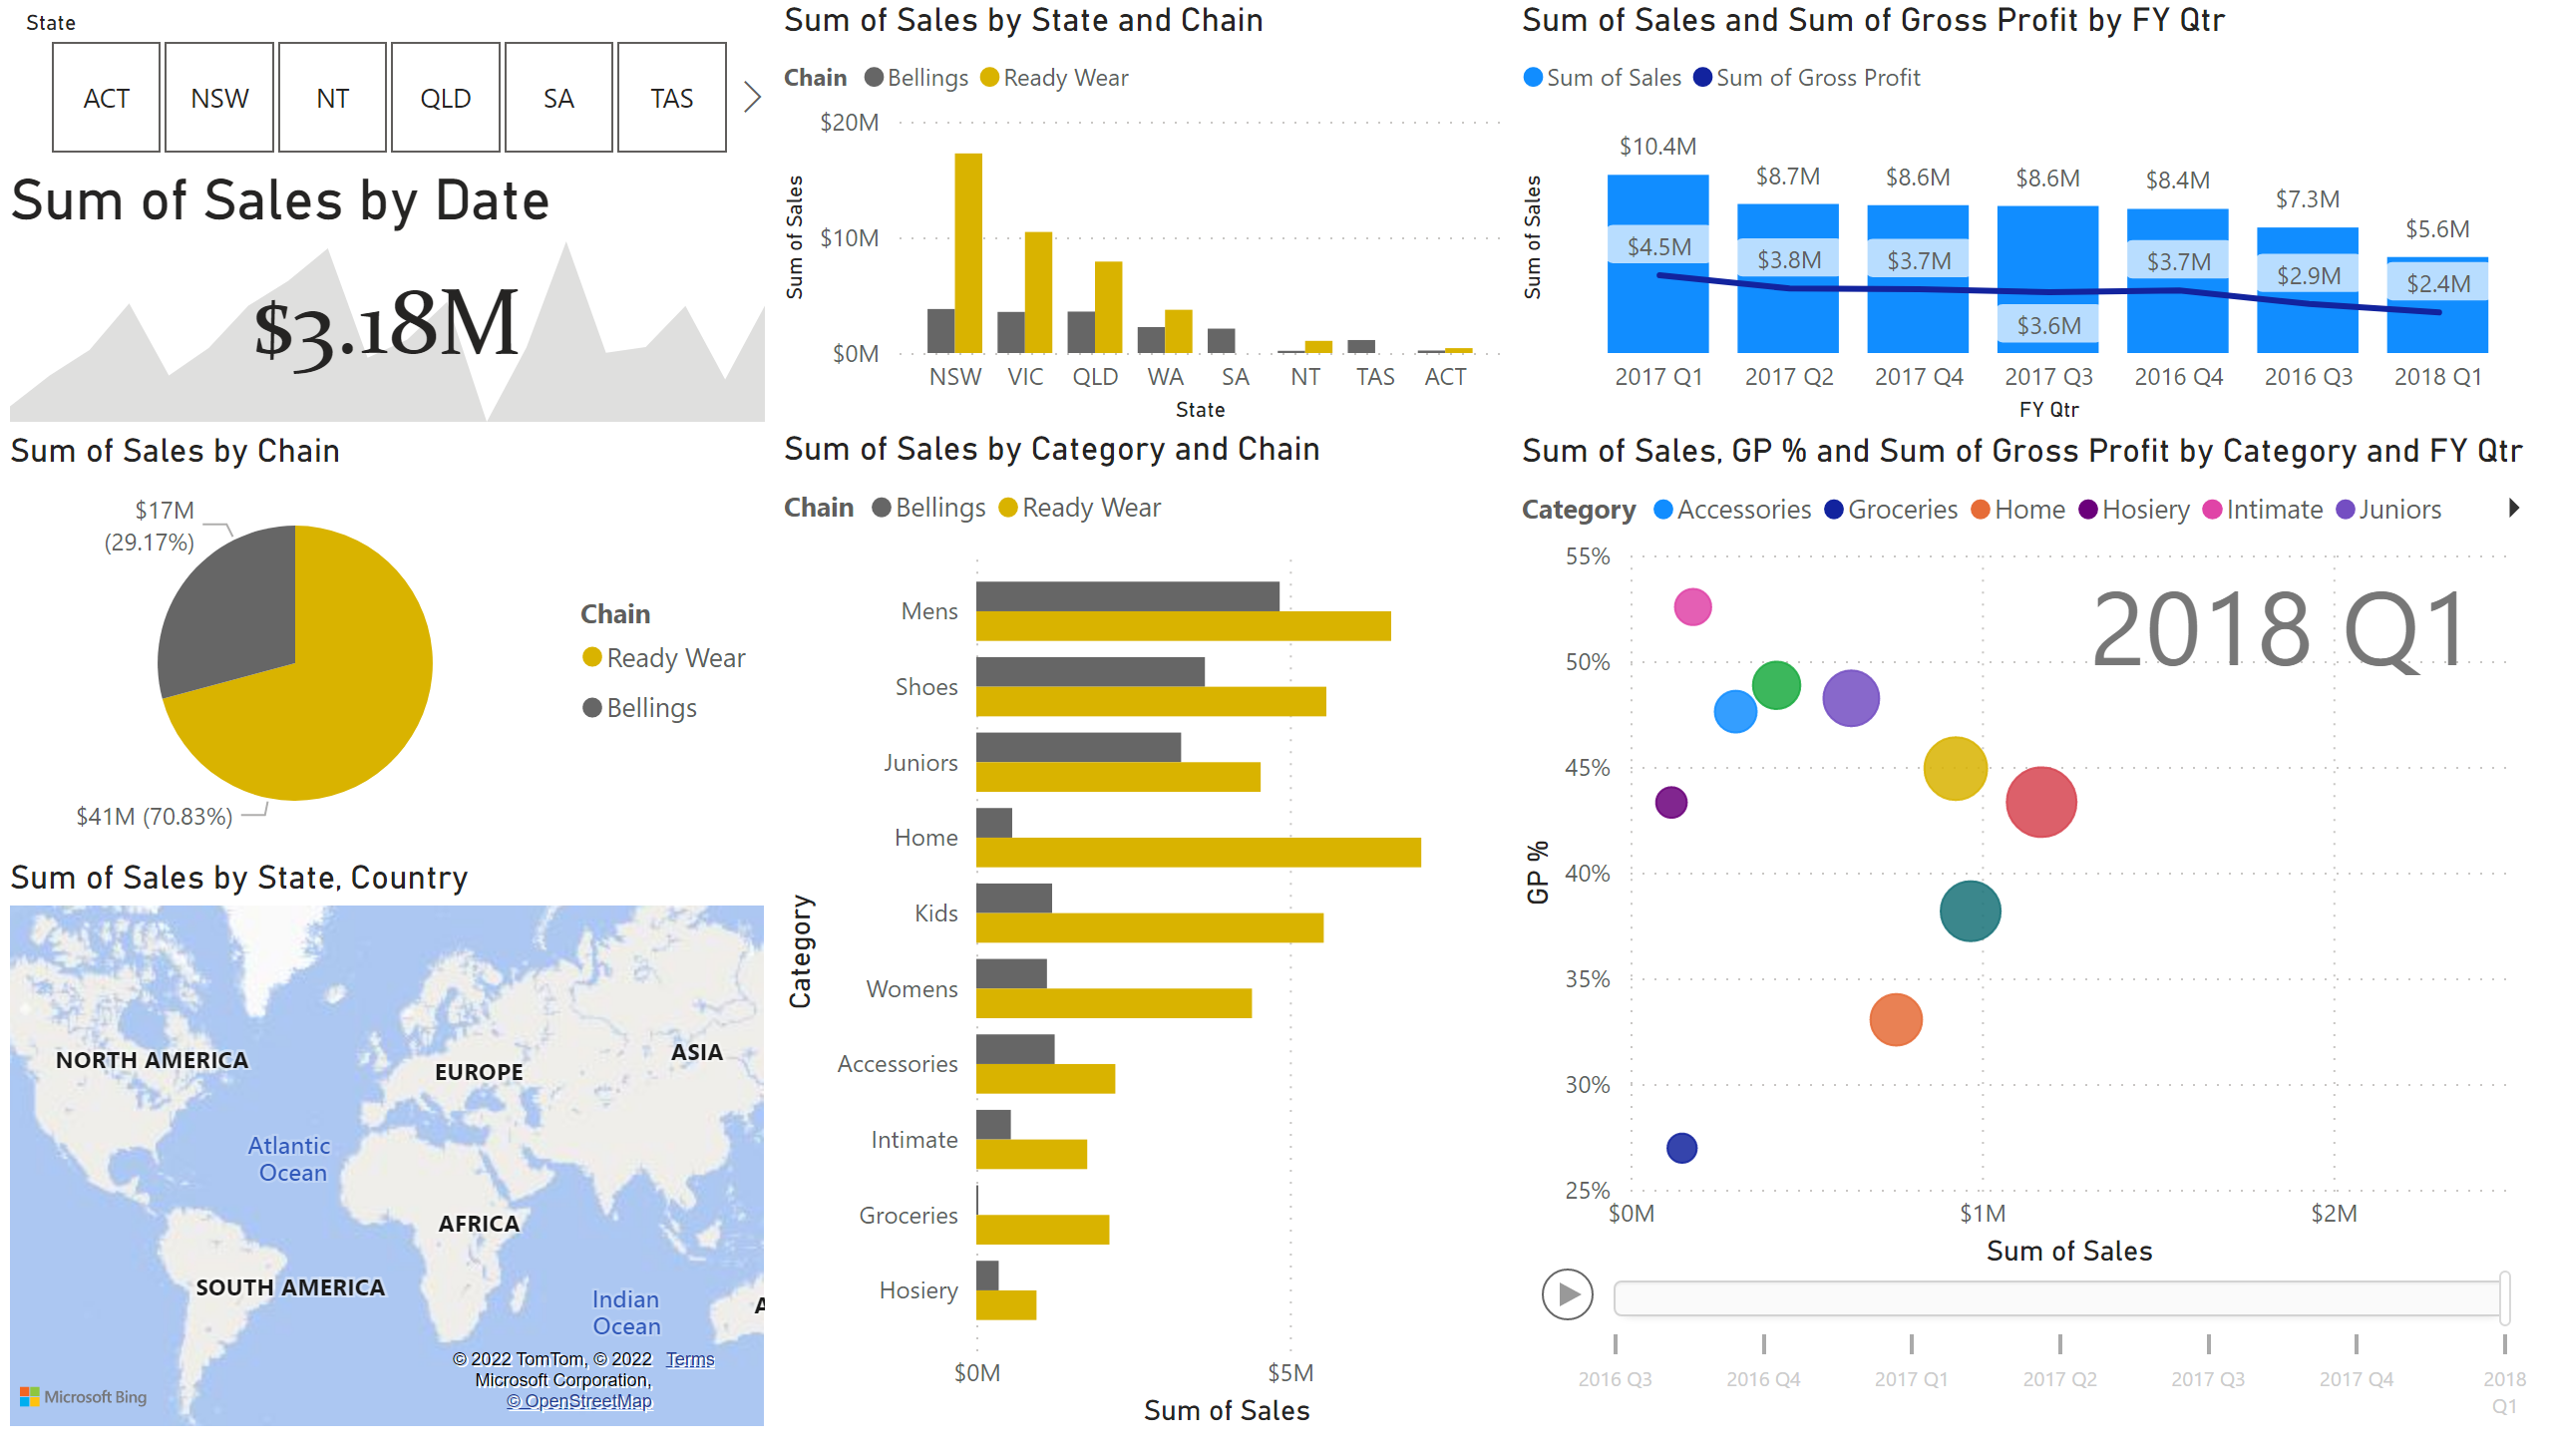 State
ACT NSW NT QLD SA TAS
Sum of Sales by Date
$3.18M
Sum of Sales by Chain
$17M
(29.17%)
$41M (70.83%)
Chain
Ready Wear
Bellings
Sum of Sales by State, Country
NORTH AMERICA
EUROPE
ASIA
Atlantic
Ocean
AFRICA
SOUTH AMERICA
Indian
Ocean
A
© 2022 TomTom, © 2022 Terms
Microsoft Corporation,
© OpenStreetMap
Microsoft Bing
Sum of Sales by State and Chain
Chain Bellings Ready Wear
Sum of Sales
$20M
$10M
$0M
NSW VIC QLD WA SA NT TAS ACT
State
Sum of Sales by Category and Chain
Chain Bellings Ready Wear
Category
Mens
Shoes
Juniors
Home
Kids
Womens
Accessories
Intimate
Groceries
Hosiery
$0M $5M
Sum of Sales
Sum of Sales and Sum of Gross Profit by FY Qtr
Sum of Sales Sum of Gross Profit
Sum of Sales
$10.4M $8.7M $8.6M $8.6M $8.4M $7.3M $5.6M
$4.5M $3.8M $3.7M $3.6M $3.7M $2.9M $2.4M
2017 Q1 2017 Q2 2017 Q4 2017 Q3 2016 Q4 2016 Q3 2018 Q1
FY Qtr
Sum of Sales, GP % and Sum of Gross Profit by Category and FY Qtr
Category Accessories Groceries Home Hosiery Intimate Juniors
2018 Q1
GP %
55%
50%
45%
40%
35%
30%
25%
$0M $1M $2M
Sum of Sales
2016 Q3 2016 Q4 2017 Q1 2017 Q2 2017 Q3 2017 Q4 2018
Q1